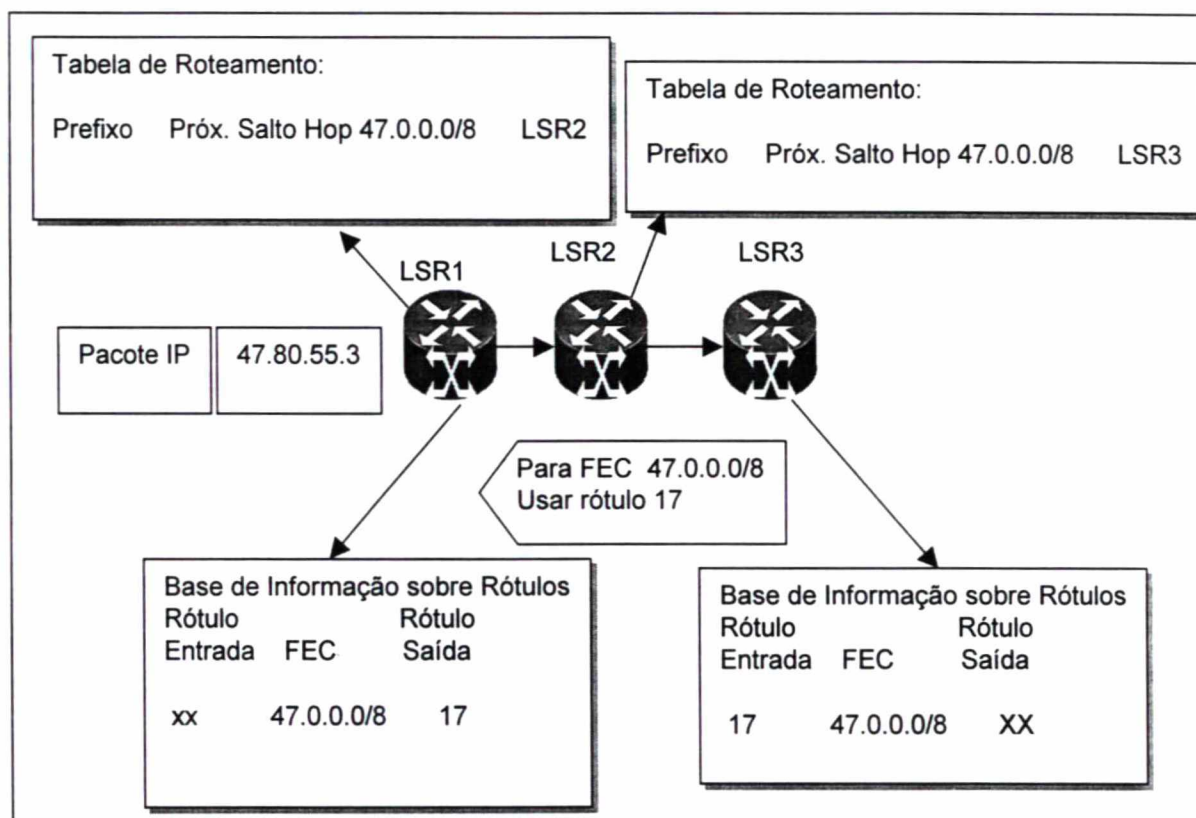 Tabela de Roteamento:
Prefixo Próx. Salto Hop 47.0.0.0/8 LSR2
Tabela de Roteamento:
Prefixo Próx. Salto Hop 47.0.0.0/8 LSR3
LSR1
LSR2
LSR3
Pacote IP
47.80.55.3
Para FEC 47.0.0.0/8
Usar rótulo 17
Base de Informação sobre Rótulos
Rótulo Rótulo
Entrada FEC Saída
xx 47.0.0.0/8 17
Base de Informação sobre Rótulos
Rótulo Rótulo
Entrada FEC Saída
17 47.0.0.0/8 XX